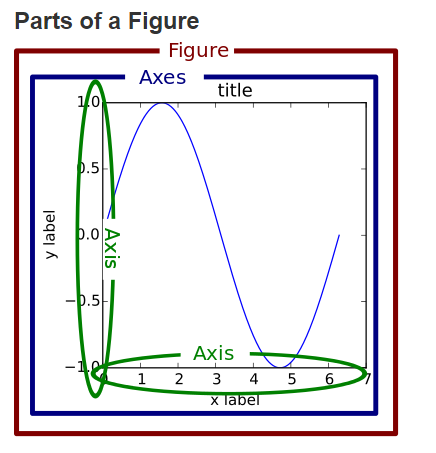 Parts of a Figure
Figure
Axes
title
1.0
0.5
0.0
−0.5
−1.0
y label
Axis
Axis
0 1 2 3 4 5 6 7
x label